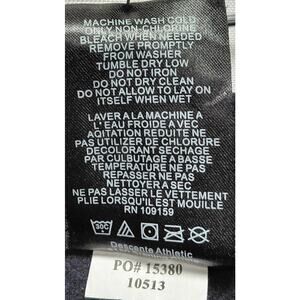 MACHINE WASH COLD
ONLY NON-CHLORINE
BLEACH WHEN NEEDED
REMOVE PROMPTLY
FROM WASHER
TUMBLE DRY LOW
DO NOT IRON
DO NOT DRY CLEAN
DO NOT ALLOW TO LAY ON
ITSELF WHEN WET
LAVER A LA MACHINE A
L' EAU FROIDE A VEC
AQITATION REDUITE NE
PAS UTILIZER DE CHLORURE
DECOLORANT SECHAGE
PAR CULBUTAGE A BASSE
TEMPERATURE NE PAS
REPASSER NE PAS
NETTOYER A SEC
NE PAS LASSER LE VETTEMENT
PLIE LORSQU'IL EST MOUILLE
RN 109159
30C
Descente Athletic
PO# 15380
10513